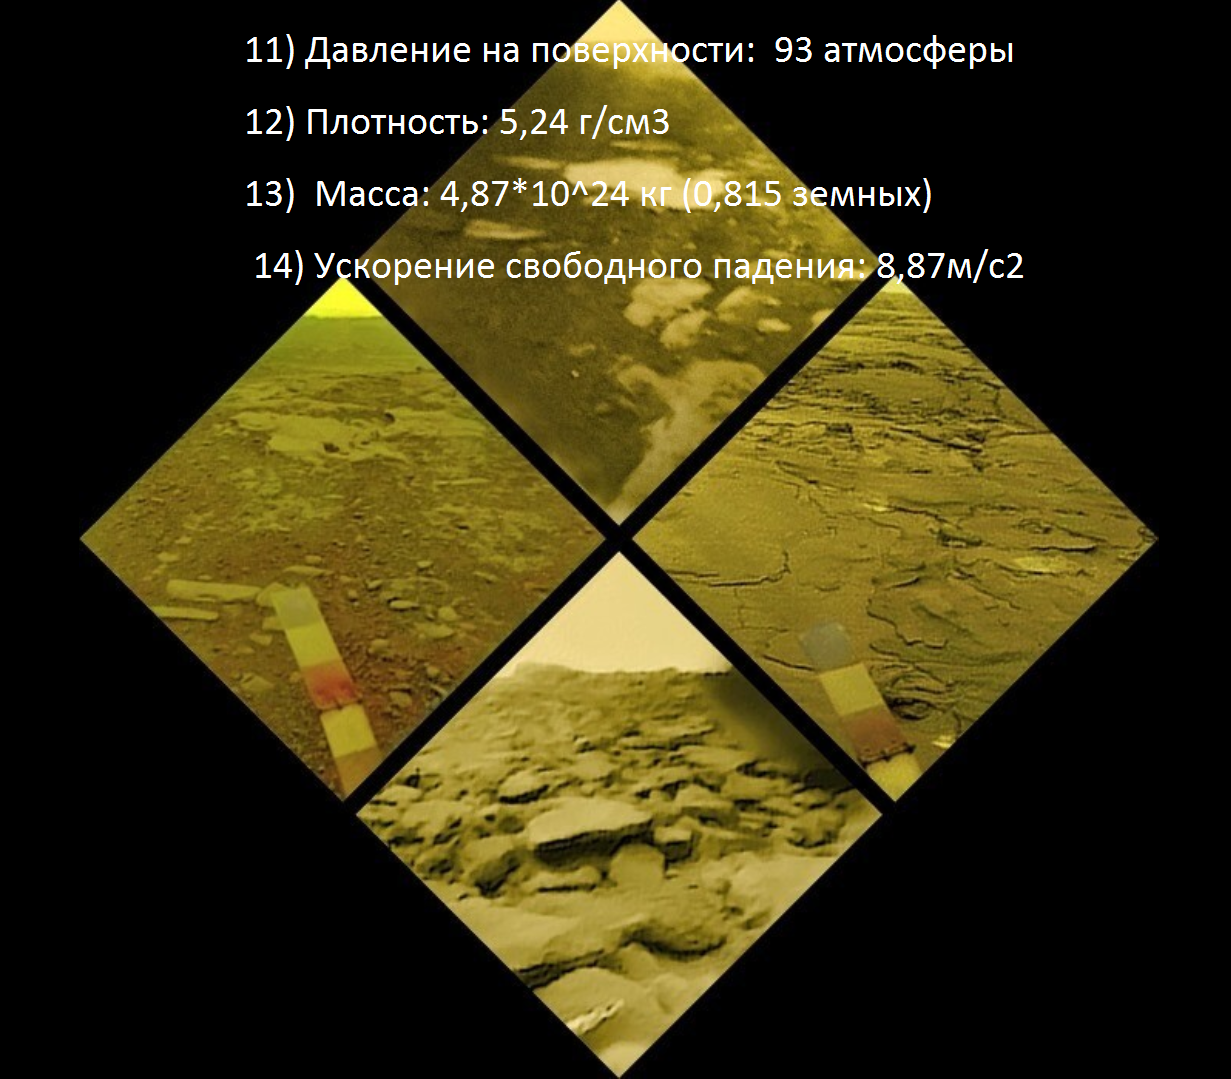 11) Давление на поверхности:  93 атмосферы
12) Плотность: 5,24 г/см3
13)  Масса: 4,87*10^24 кг (0,815 земных)
14) Ускорение свободного падения: 8,87м/с2